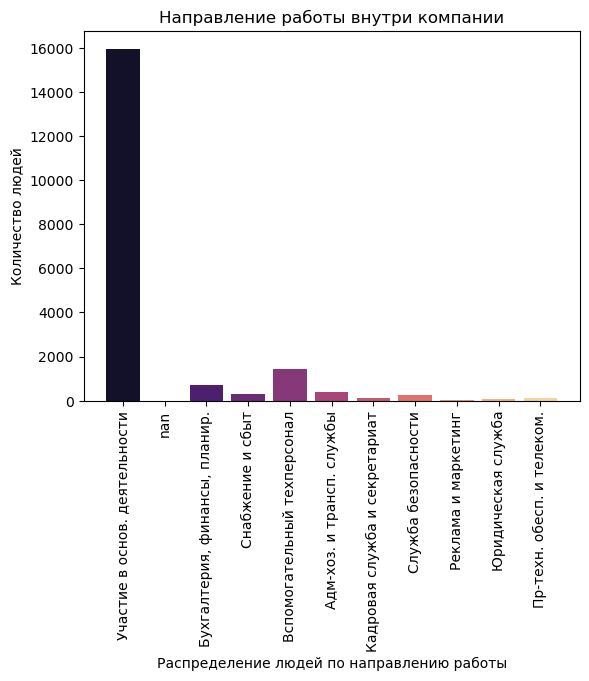 Направление работы внутри компании
Количество людей
16000
14000
12000
10000
8000
6000
4000
2000
0
Участие в основ. деятельности
nan
Бухгалтерия, финансы, планир.
Снабжение и сбыт
Вспомогательный техперсонал
Адм-хоз. и трансп. службы
Кадровая служба и секретариат
Служба безопасности
Реклама и маркетинг
Юридическая служба
Пр-техн. обесп. и телеком.
Распределение людей по направлению работы